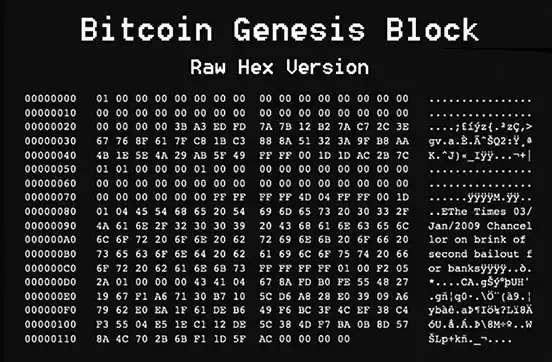 Bitcoin Genesis Block
Raw Hex Version
00000000 01 00 00 00 00 00 00 00 00 00 00 00 00 00 00 00 ................
00000010 00 00 00 00 00 00 00 00 00 00 00 00 00 00 00 00 ................
00000020 00 00 00 00 3B A3 ED FD 7A 7B 12 B2 7A C7 2C 3E ....;£íýz{.²zÇ,>
00000030 67 76 8F 61 7F C8 1B C3 88 8A 51 32 3A 9F B8 AA gv.a.È.ÈŠQ2:Ÿ¸ª
00000040 4B 1E 5E 4A 29 AB 5F 49 FF FF 00 1D 1D AC 2B 7C K.^J)«_Iÿÿ...¬+|
00000050 01 01 00 00 00 01 00 00 00 00 00 00 00 00 00 00 ................
00000060 00 00 00 00 00 00 00 00 00 00 00 00 00 00 00 00 ................
00000070 00 00 00 00 00 00 FF FF FF FF 4D 04 FF FF 00 1D ......ÿÿÿÿM.ÿÿ..
00000080 01 04 45 54 68 65 20 54 69 6D 65 73 20 30 33 2F ..EThe Times 03/
00000090 4A 61 6E 2F 32 30 30 39 20 43 68 61 6E 63 65 6C Jan/2009 Chancel
000000A0 6C 6F 72 20 6F 6E 20 62 72 69 6E 6B 20 6F 66 20 lor on brink of
000000B0 73 65 63 6F 6E 64 20 62 61 69 6C 6F 75 74 20 66 second bailout f
000000C0 6F 72 20 62 61 6E 6B 73 FF FF FF FF 01 00 F2 05 or banksÿÿÿÿ..ò.
000000D0 2A 01 00 00 00 43 41 04 67 8A FD B0 FE 55 48 27 *....CA.gŠý°þUH'
000000E0 19 67 F1 A6 71 30 B7 10 5C D6 A8 28 E0 39 09 A6 .gñ¦q0·.\Ö¨(à9.¦
000000F0 79 62 E0 EA 1F 61 DE B6 49 F6 BC 3F 4C EF 38 C4 ybàê.aÞ¶Iö¼?Lï8Ä
00000100 F3 55 04 E5 1E C1 12 DE 5C 38 4D F7 BA 0B 8D 57 óU.å.Á.Þ\8M÷º..W
00000110 8A 4C 70 2B 6B F1 1D 5F AC 00 00 00 00 ŠLp+kñ._¬....